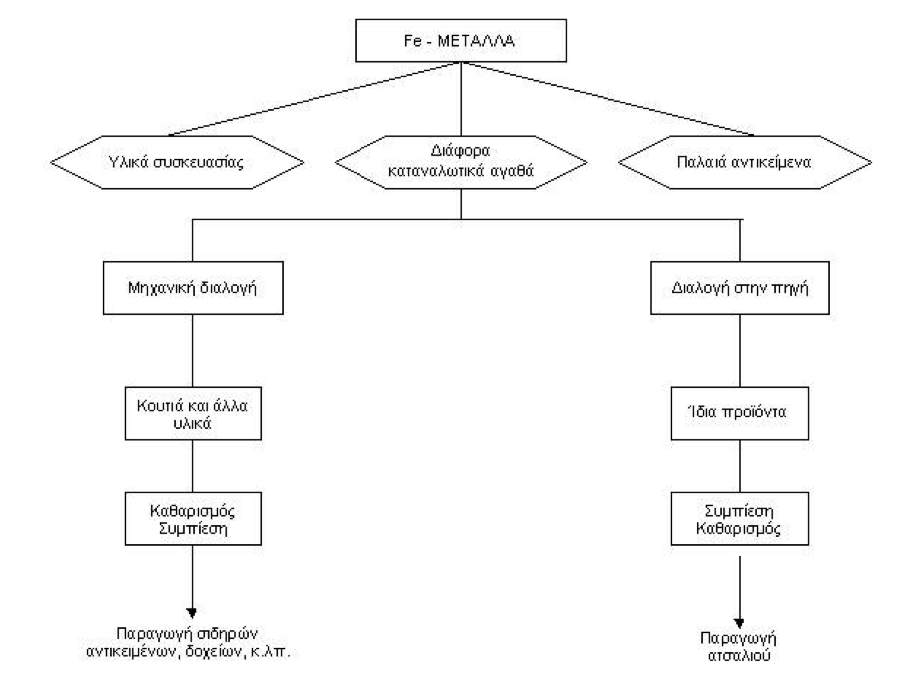 Fe - ΜΕΤΑΛΛΑ
Υλικά συσκευασίας
Διάφορα
καταναλωτικά αγαθά
Παλαιά αντικείμενα
Μηχανική διαλογή
Διαλογή στην πηγή
Κουτιά και άλλα
υλικά
Ίδια προϊόντα
Καθαρισμός
Συμπίεση
Συμπίεση
Καθαρισμός
Παραγωγή σιδηρών
αντικειμένων, δοχείων, κ.λπ.
Παραγωγή
ατσαλιού